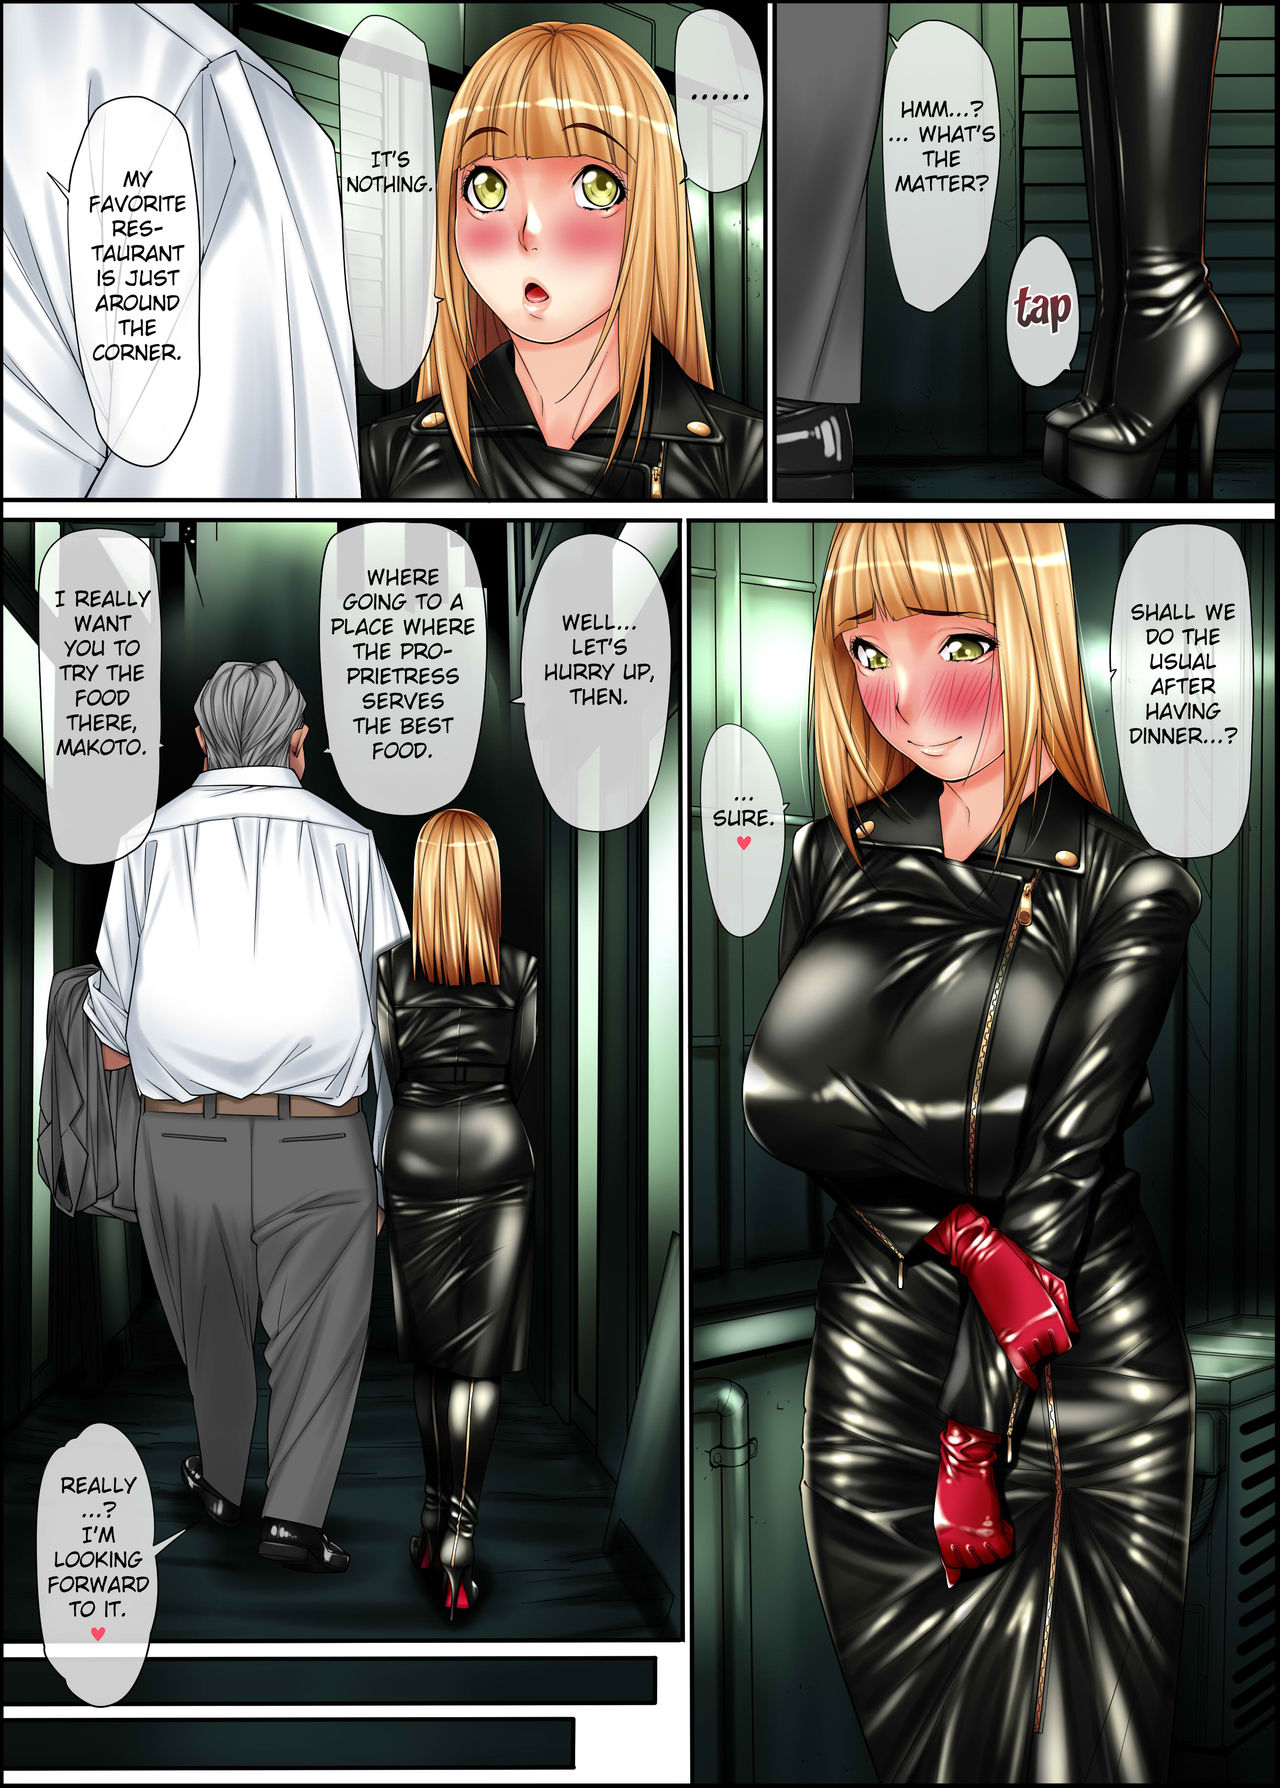 HMM...?
... WHAT'S
THE
MATTER?
tap
......
IT'S
NOTHING.
MY
FAVORITE
RES-
TAURANT
IS JUST
AROUND
THE
CORNER.
SHALL WE
DO THE
USUAL
AFTER
HAVING
DINNER...?
...
SURE.
♥
WELL...
LET'S
HURRY UP,
THEN.
WHERE
GOING TO A
PLACE WHERE
THE PRO-
PRIETRESS
SERVES
THE BEST
FOOD.
I REALLY
WANT
YOU TO
TRY THE
FOOD
THERE,
MAKOTO.
REALLY
...?
I'M
LOOKING
FORWARD
TO IT.
♥